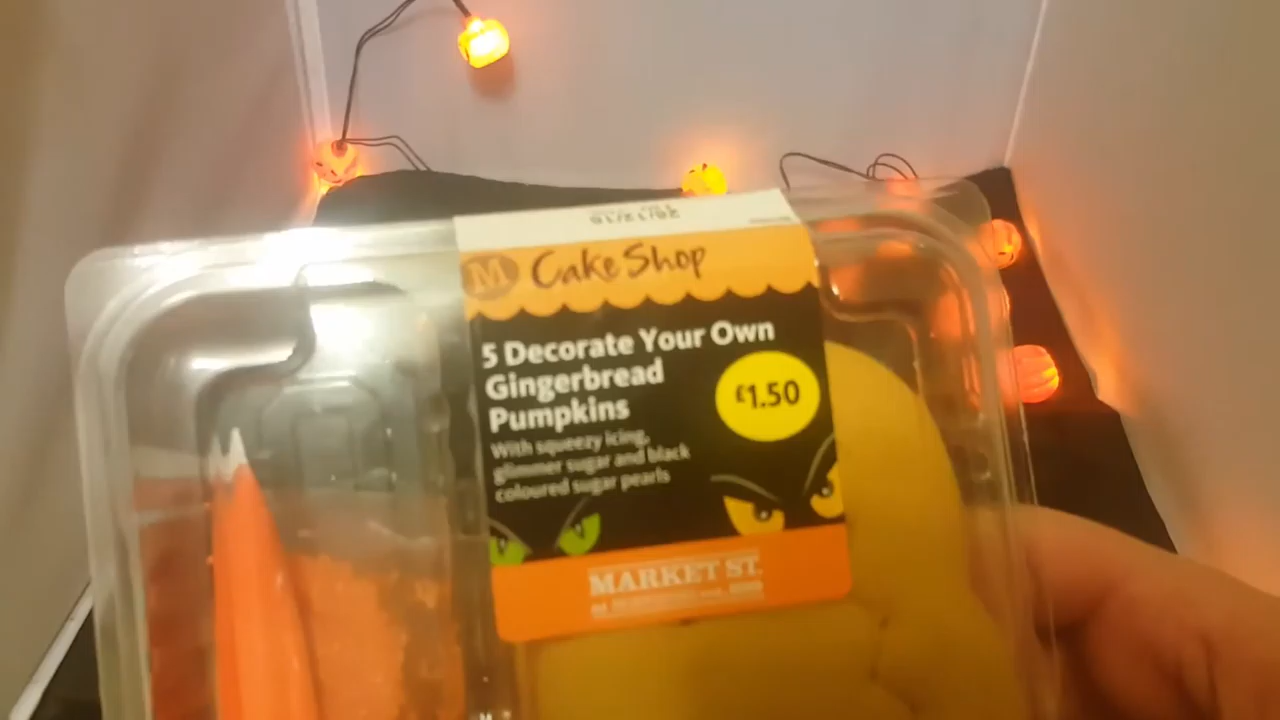 M Cake Shop
5 Decorate Your Own
Gingerbread
Pumpkins
£1.50
With squeezy icing,
glimmer sugar and black
coloured sugar pearls
MARKET ST.